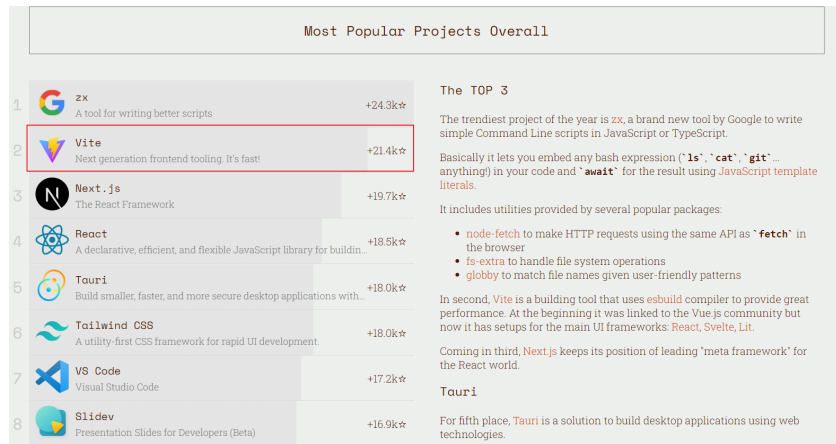 Most Popular Projects Overall
1
zx
A tool for writing better scripts
+24.3k☆
2
Vite
Next generation frontend tooling. It's fast!
+21.4k☆
3
Next.js
The React Framework
+19.7k☆
4
React
A declarative, efficient, and flexible JavaScript library for buildin...
+18.5k☆
5
Tauri
Build smaller, faster, and more secure desktop applications with...
+18.0k☆
6
Tailwind CSS
A utility-first CSS framework for rapid UI development.
+18.0k☆
7
VS Code
Visual Studio Code
+17.2k☆
8
Slidev
Presentation Slides for Developers (Beta)
+16.9k☆
The TOP 3
The trendiest project of the year is zx, a brand new tool by Google to write
simple Command Line scripts in JavaScript or TypeScript.
Basically it lets you embed any bash expression (`ls`, `cat`, `git`...
anything!) in your code and `await` for the result using JavaScript template
literals.
It includes utilities provided by several popular packages:
• node-fetch to make HTTP requests using the same API as `fetch` in
the browser
• fs-extra to handle file system operations
• globby to match file names given user-friendly patterns
In second, Vite is a building tool that uses esbuild compiler to provide great
performance. At the beginning it was linked to the Vue.js community but
now it has setups for the main UI frameworks: React, Svelte, Lit.
Coming in third, Next.js keeps its position of leading "meta framework" for
the React world.
Tauri
For fifth place, Tauri is a solution to build desktop applications using web
technologies.